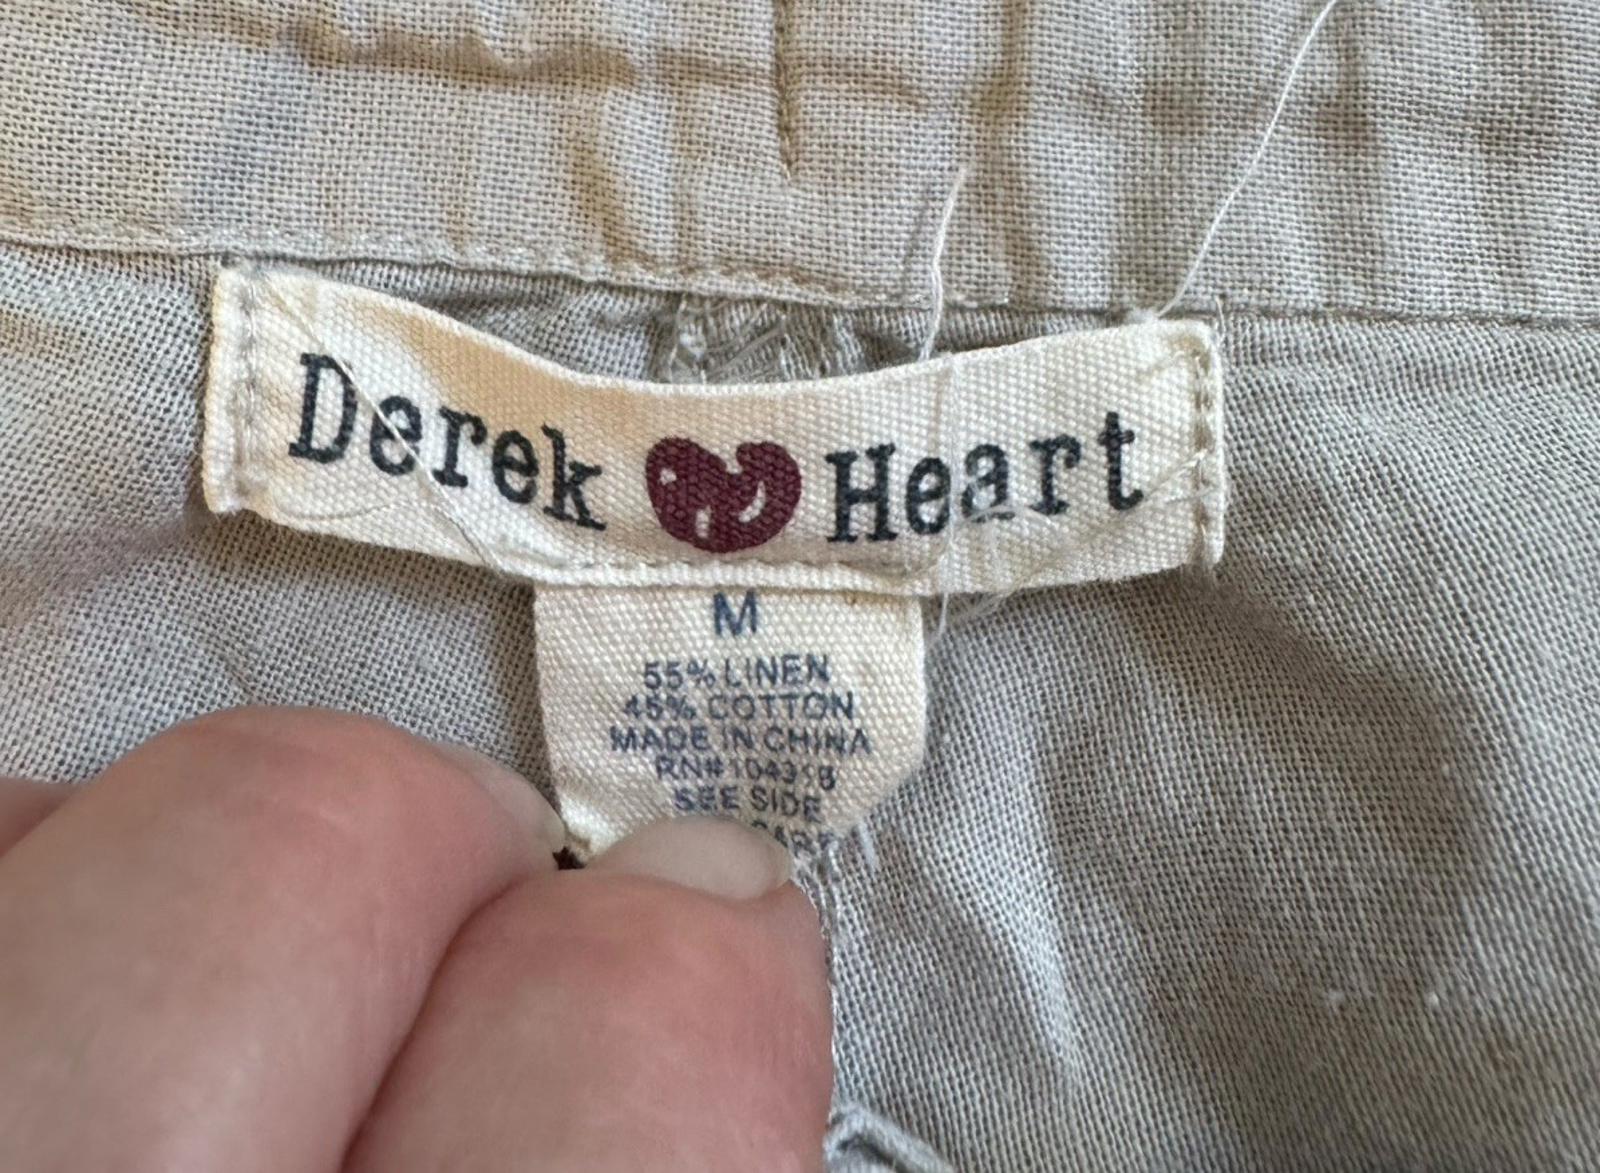 Derek Heart
M
55% LINEN
45% COTTON
MADE IN CHINA
SEE SIDE